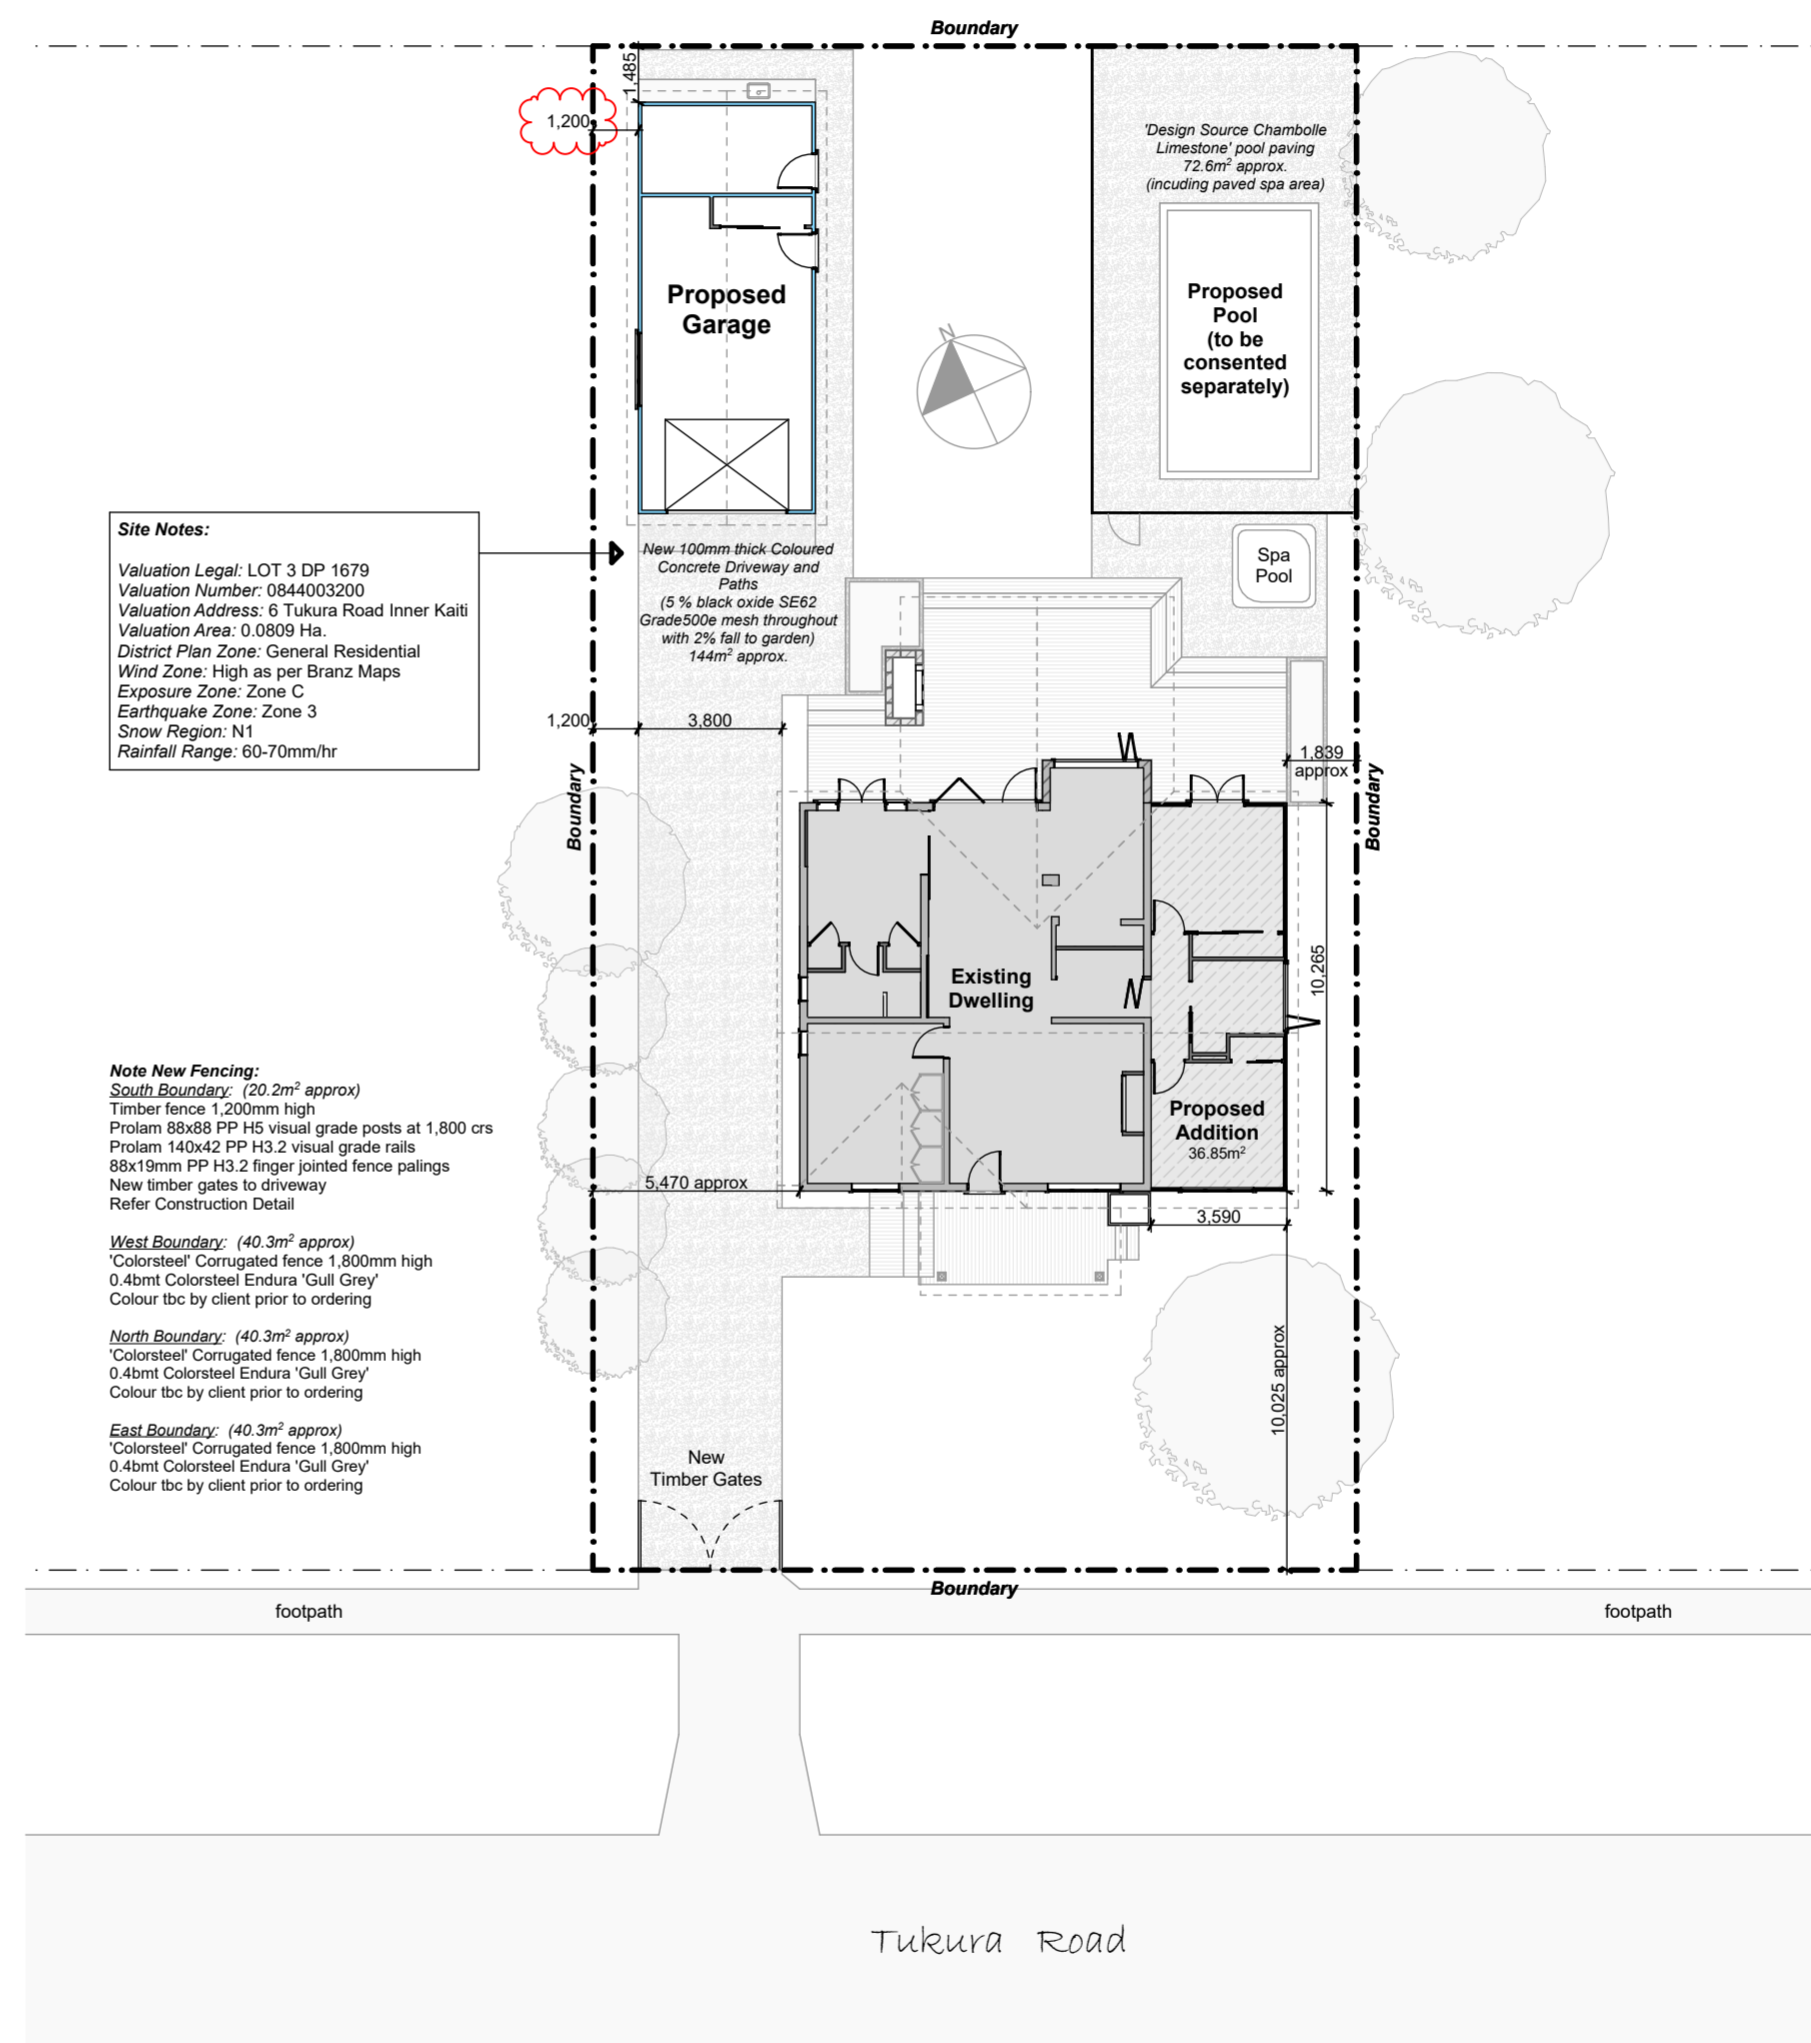 Boundary
1,485
1,200
'Design Source Chambolle
Limestone' pool paving
72.6m² approx.
(incuding paved spa area)
Proposed
Garage
Proposed
Pool
(to be
consented
separately)
N
Site Notes:
Valuation Legal: LOT 3 DP 1679
Valuation Number: 0844003200
Valuation Address: 6 Tukura Road Inner Kaiti
Valuation Area: 0.0809 Ha.
District Plan Zone: General Residential
Wind Zone: High as per Branz Maps
Exposure Zone: Zone C
Earthquake Zone: Zone 3
Snow Region: N1
Rainfall Range: 60-70mm/hr
New 100mm thick Coloured
Concrete Driveway and
Paths
(5 % black oxide SE62
Grade500e mesh throughout
with 2% fall to garden)
144m² approx.
Spa
Pool
1,200
3,800
1,839
approx
Boundary
Boundary
Existing
Dwelling
10,265
Proposed
Addition
36.85m²
5,470 approx
3,590
10,025 approx
Note New Fencing:
South Boundary: (20.2m² approx)
Timber fence 1,200mm high
Prolam 88x88 PP H5 visual grade posts at 1,800 crs
Prolam 140x42 PP H3.2 visual grade rails
88x19mm PP H3.2 finger jointed fence palings
New timber gates to driveway
Refer Construction Detail
West Boundary: (40.3m² approx)
'Colorsteel' Corrugated fence 1,800mm high
0.4bmt Colorsteel Endura 'Gull Grey'
Colour tbc by client prior to ordering
North Boundary: (40.3m² approx)
'Colorsteel' Corrugated fence 1,800mm high
0.4bmt Colorsteel Endura 'Gull Grey'
Colour tbc by client prior to ordering
East Boundary: (40.3m² approx)
'Colorsteel' Corrugated fence 1,800mm high
0.4bmt Colorsteel Endura 'Gull Grey'
Colour tbc by client prior to ordering
New
Timber Gates
Boundary
footpath
footpath
Tukura Road